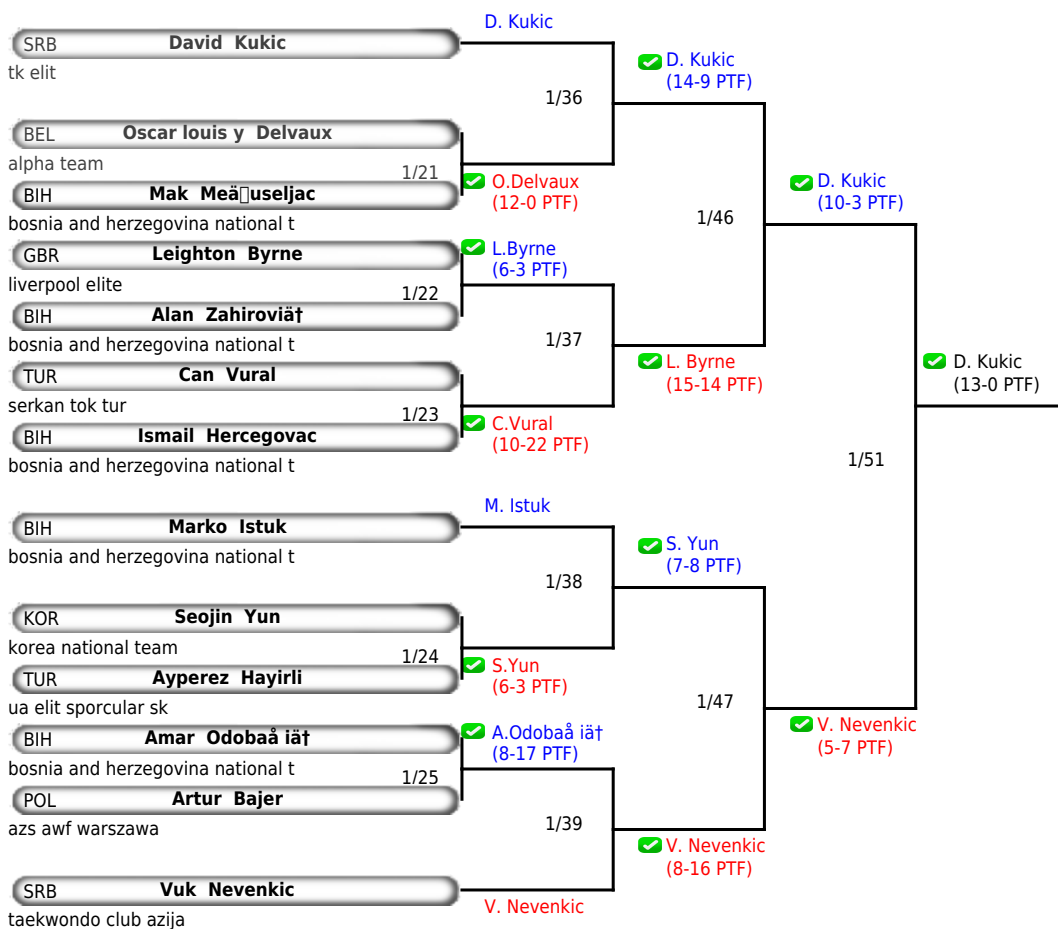 D. Kukic
SRB David Kukic
tk elit
D. Kukic
(14-9 PTF)
1/36
BEL Oscar louis y Delvaux
alpha team
1/21
BIH Mak Meä▯useljac
bosnia and herzegovina national t
O.Delvaux
(12-0 PTF)
D. Kukic
(10-3 PTF)
1/46
GBR Leighton Byrne
liverpool elite
L.Byrne
(6-3 PTF)
1/22
BIH Alan Zahiroviä†
bosnia and herzegovina national t
1/37
TUR Can Vural
serkan tok tur
L. Byrne
(15-14 PTF)
D. Kukic
(13-0 PTF)
1/23
BIH Ismail Hercegovac
bosnia and herzegovina national t
C.Vural
(10-22 PTF)
1/51
M. Istuk
BIH Marko Istuk
bosnia and herzegovina national t
S. Yun
(7-8 PTF)
1/38
KOR Seojin Yun
korea national team
1/24
TUR Ayperez Hayirli
ua elit sporcular sk
S.Yun
(6-3 PTF)
1/47
BIH Amar Odobaå iä†
bosnia and herzegovina national t
A.Odobaå iä†
(8-17 PTF)
V. Nevenkic
(5-7 PTF)
1/25
POL Artur Bajer
azs awf warszawa
1/39
V. Nevenkic
(8-16 PTF)
SRB Vuk Nevenkic
taekwondo club azija
V. Nevenkic